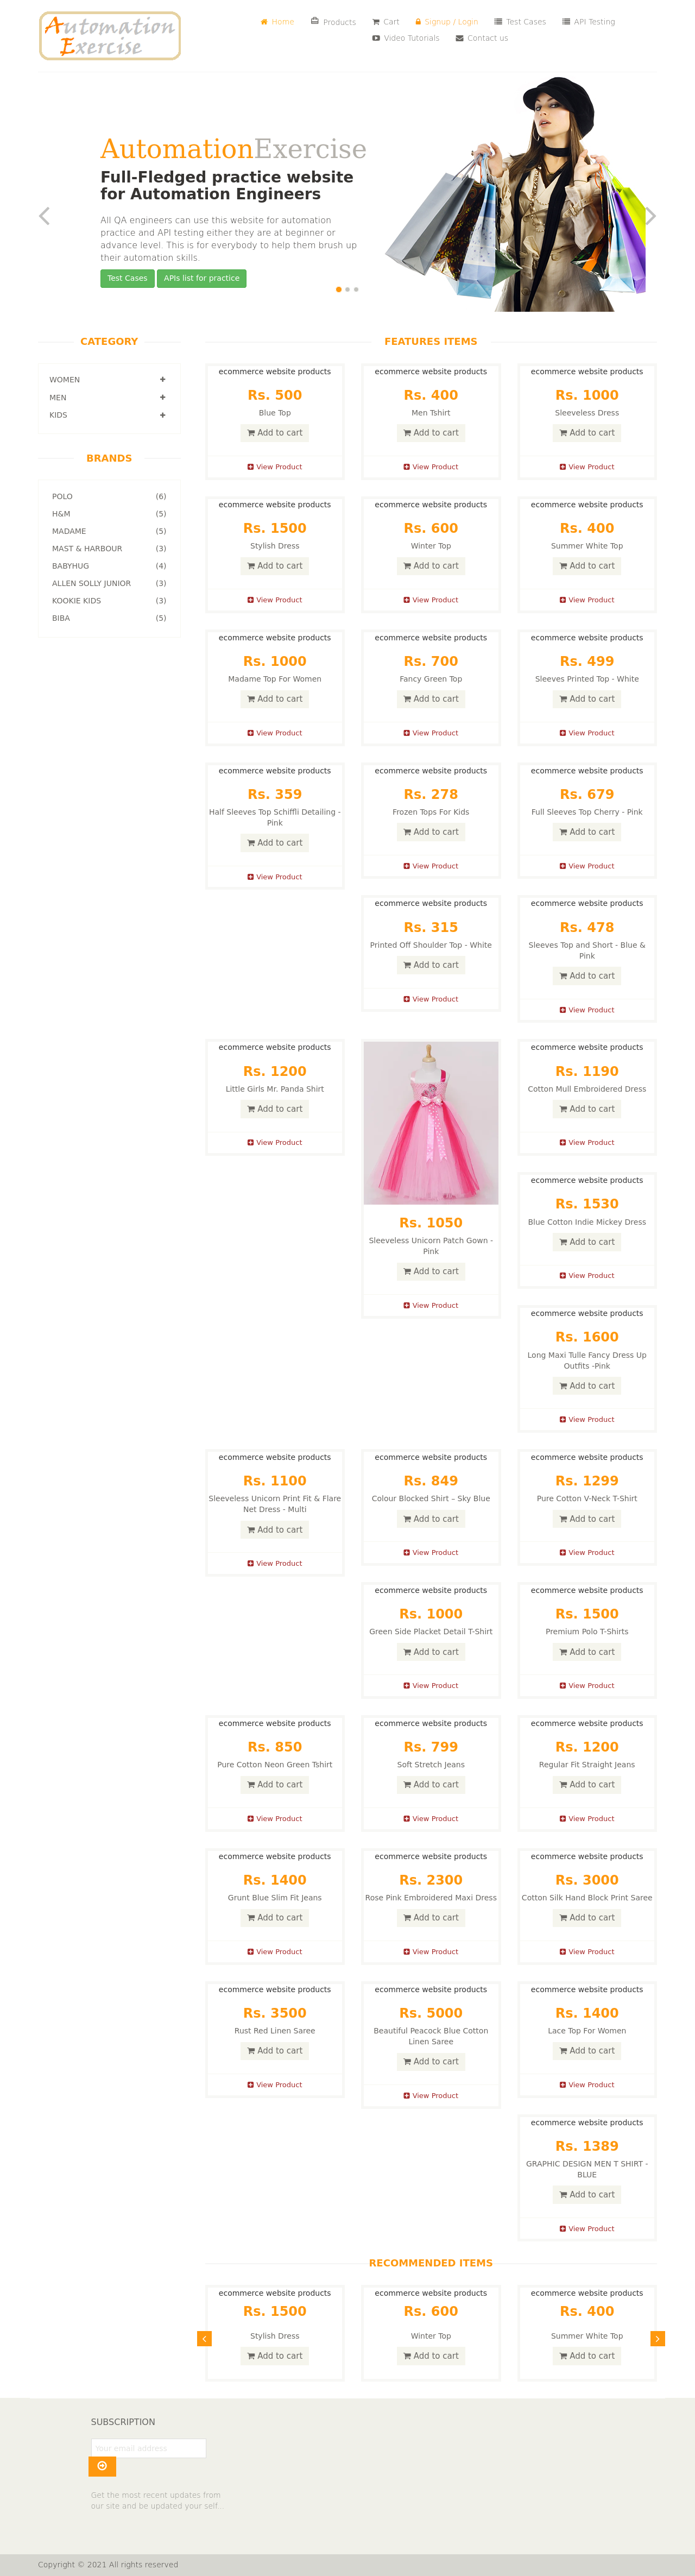 Automation
Exercise
Home
Products
Cart
Signup / Login
Test Cases
API Testing
Video Tutorials
Contact us
AutomationExercise
Full-Fledged practice website
for Automation Engineers
All QA engineers can use this website for automation
practice and API testing either they are at beginner or
advance level. This is for everybody to help them brush up
their automation skills.
Test Cases
APIs list for practice
CATEGORY
WOMEN
MEN
KIDS
BRANDS
POLO (6)
H&M (5)
MADAME (5)
MAST & HARBOUR (3)
BABYHUG (4)
ALLEN SOLLY JUNIOR (3)
KOOKIE KIDS (3)
BIBA (5)
FEATURES ITEMS
ecommerce website products
Rs. 500
Blue Top
Add to cart
View Product
ecommerce website products
Rs. 400
Men Tshirt
Add to cart
View Product
ecommerce website products
Rs. 1000
Sleeveless Dress
Add to cart
View Product
ecommerce website products
Rs. 1500
Stylish Dress
Add to cart
View Product
ecommerce website products
Rs. 600
Winter Top
Add to cart
View Product
ecommerce website products
Rs. 400
Summer White Top
Add to cart
View Product
ecommerce website products
Rs. 1000
Madame Top For Women
Add to cart
View Product
ecommerce website products
Rs. 700
Fancy Green Top
Add to cart
View Product
ecommerce website products
Rs. 499
Sleeves Printed Top - White
Add to cart
View Product
ecommerce website products
Rs. 359
Half Sleeves Top Schiffli Detailing -
Pink
Add to cart
View Product
ecommerce website products
Rs. 278
Frozen Tops For Kids
Add to cart
View Product
ecommerce website products
Rs. 679
Full Sleeves Top Cherry - Pink
Add to cart
View Product
ecommerce website products
Rs. 315
Printed Off Shoulder Top - White
Add to cart
View Product
ecommerce website products
Rs. 478
Sleeves Top and Short - Blue &
Pink
Add to cart
View Product
ecommerce website products
Rs. 1200
Little Girls Mr. Panda Shirt
Add to cart
View Product
Rs. 1050
Sleeveless Unicorn Patch Gown -
Pink
Add to cart
View Product
ecommerce website products
Rs. 1190
Cotton Mull Embroidered Dress
Add to cart
View Product
ecommerce website products
Rs. 1530
Blue Cotton Indie Mickey Dress
Add to cart
View Product
ecommerce website products
Rs. 1600
Long Maxi Tulle Fancy Dress Up
Outfits -Pink
Add to cart
View Product
ecommerce website products
Rs. 1100
Sleeveless Unicorn Print Fit & Flare
Net Dress - Multi
Add to cart
View Product
ecommerce website products
Rs. 849
Colour Blocked Shirt – Sky Blue
Add to cart
View Product
ecommerce website products
Rs. 1299
Pure Cotton V-Neck T-Shirt
Add to cart
View Product
ecommerce website products
Rs. 1000
Green Side Placket Detail T-Shirt
Add to cart
View Product
ecommerce website products
Rs. 1500
Premium Polo T-Shirts
Add to cart
View Product
ecommerce website products
Rs. 850
Pure Cotton Neon Green Tshirt
Add to cart
View Product
ecommerce website products
Rs. 799
Soft Stretch Jeans
Add to cart
View Product
ecommerce website products
Rs. 1200
Regular Fit Straight Jeans
Add to cart
View Product
ecommerce website products
Rs. 1400
Grunt Blue Slim Fit Jeans
Add to cart
View Product
ecommerce website products
Rs. 2300
Rose Pink Embroidered Maxi Dress
Add to cart
View Product
ecommerce website products
Rs. 3000
Cotton Silk Hand Block Print Saree
Add to cart
View Product
ecommerce website products
Rs. 3500
Rust Red Linen Saree
Add to cart
View Product
ecommerce website products
Rs. 5000
Beautiful Peacock Blue Cotton
Linen Saree
Add to cart
View Product
ecommerce website products
Rs. 1400
Lace Top For Women
Add to cart
View Product
ecommerce website products
Rs. 1389
GRAPHIC DESIGN MEN T SHIRT -
BLUE
Add to cart
View Product
RECOMMENDED ITEMS
ecommerce website products
Rs. 1500
Stylish Dress
Add to cart
ecommerce website products
Rs. 600
Winter Top
Add to cart
ecommerce website products
Rs. 400
Summer White Top
Add to cart
SUBSCRIPTION
Your email address
Get the most recent updates from
our site and be updated your self...
Copyright © 2021 All rights reserved